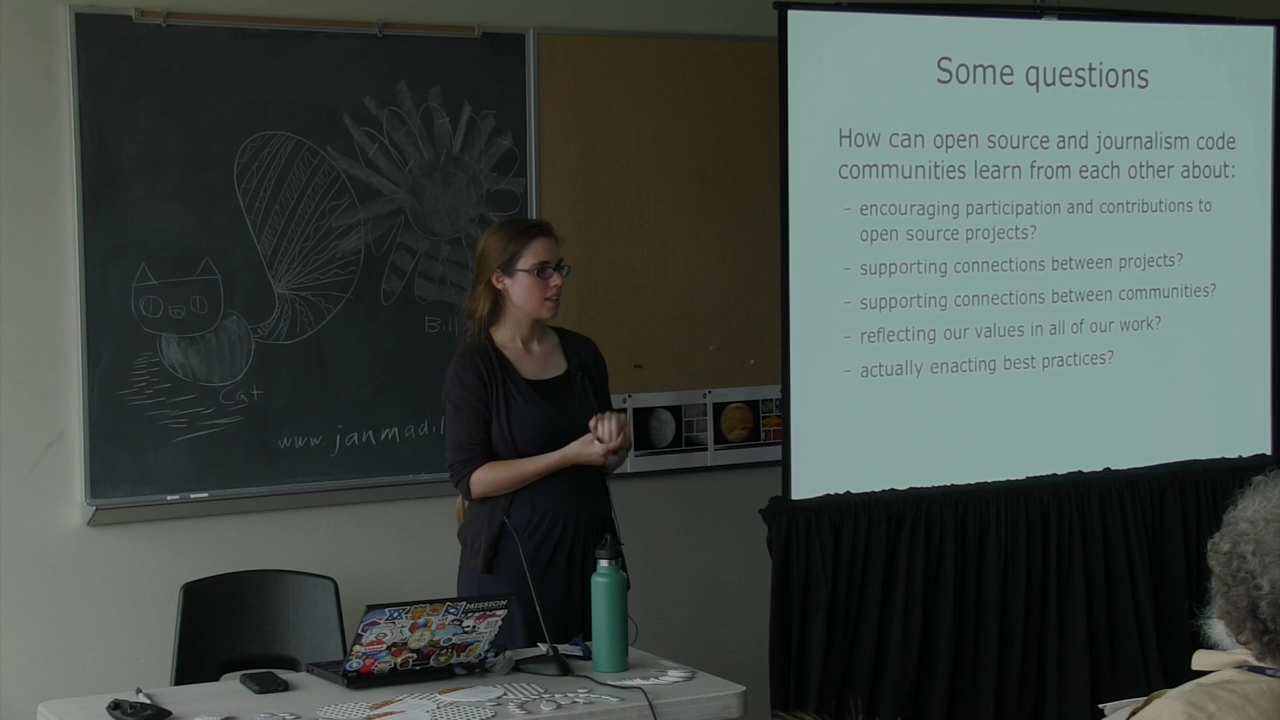 Some questions
How can open source and journalism code
communities learn from each other about:
– encouraging participation and contributions to
open source projects?
– supporting connections between projects?
– supporting connections between communities?
– reflecting our values in all of our work?
– actually enacting best practices?
Bill
Cat
www.janmadil
MISSION